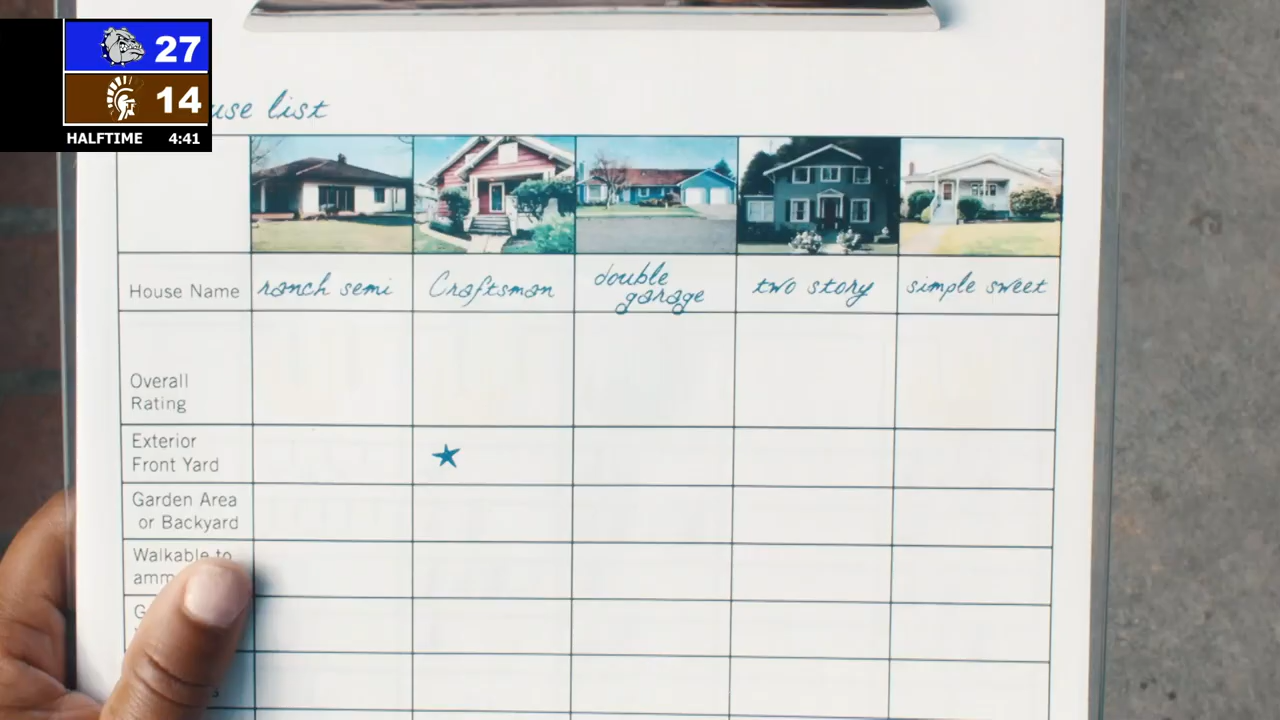 27
14
HALFTIME 4:41
use list
House Name
ranch semi
Craftsman
double
garage
two story
simple sweet
Overall
Rating
Exterior
Front Yard
Garden Area
or Backyard
Walkable to